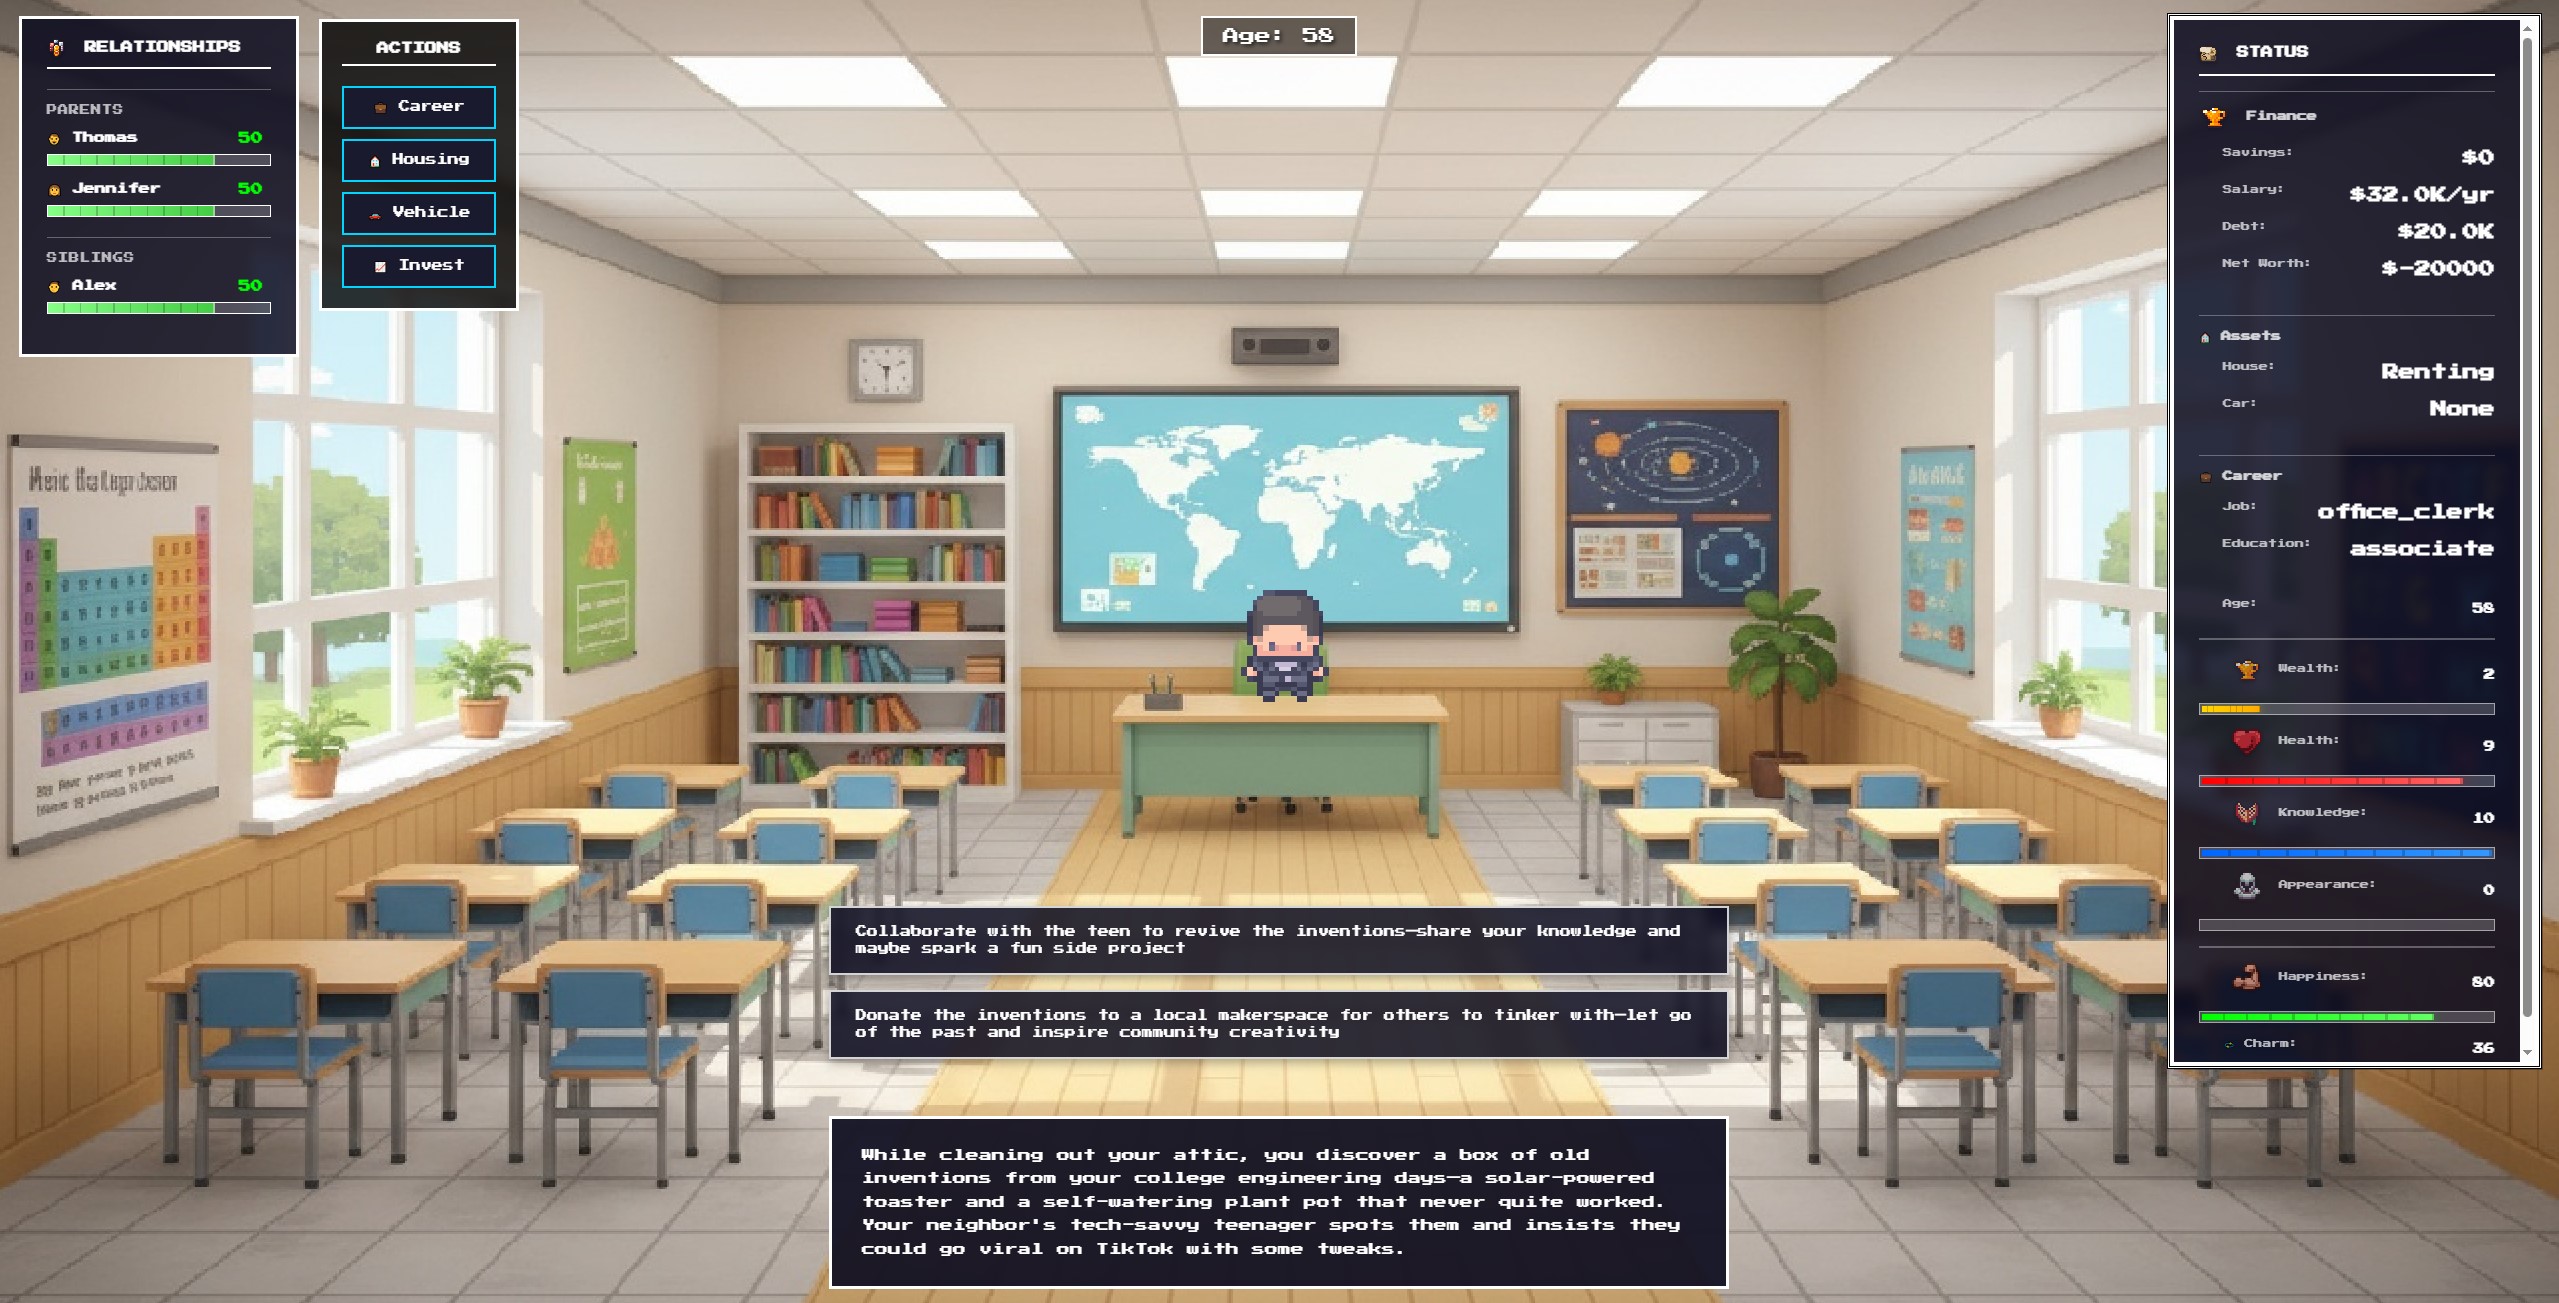 RELATIONSHIPS
PARENTS
Thomas 50
Jennifer 50
SIBLINGS
Alex 50
ACTIONS
Career
Housing
Vehicle
Invest
Age: 58
STATUS
Finance
Savings: $0
Salary: $32.0K/yr
Debt: $20.0K
Net Worth: $-20000
Assets
House: Renting
Car: None
Career
Job: office_clerk
Education: associate
Age: 58
Wealth: 2
Health: 9
Knowledge: 10
Appearance: 0
Happiness: 80
Charm: 36
Collaborate with the teen to revive the inventions—share your knowledge and
maybe spark a fun side project
Donate the inventions to a local makerspace for others to tinker with—let go
of the past and inspire community creativity
While cleaning out your attic, you discover a box of old
inventions from your college engineering days—a solar-powered
toaster and a self-watering plant pot that never quite worked.
Your neighbor's tech-savvy teenager spots them and insists they
could go viral on TikTok with some tweaks.